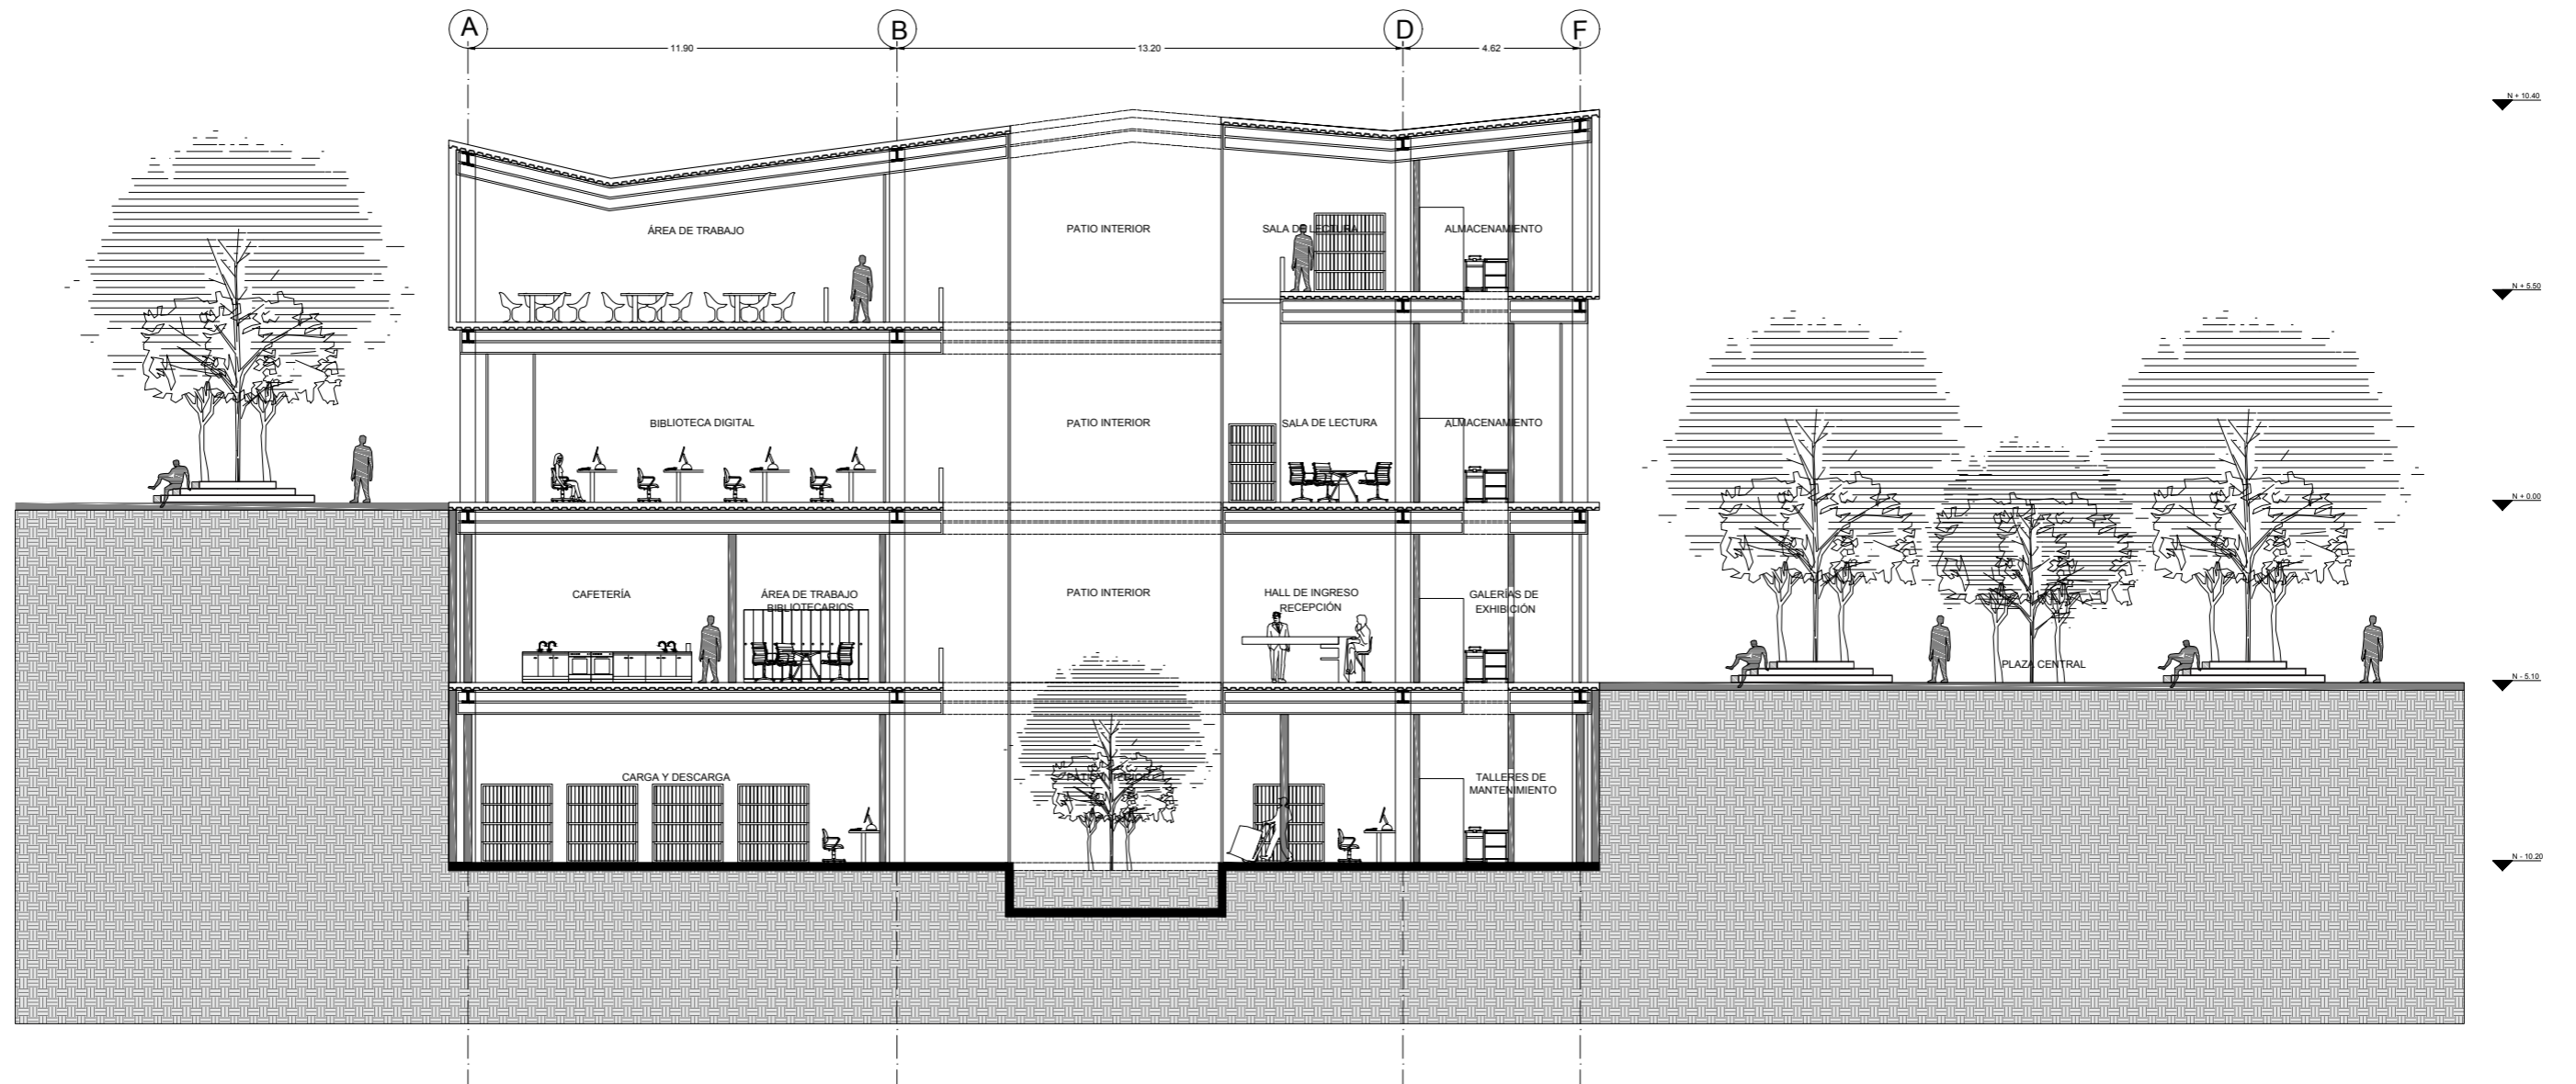 A
B
D
F
11.90
13.20
4.62
N + 10.40
ÁREA DE TRABAJO
PATIO INTERIOR
SALA DE LECTURA
ALMACENAMIENTO
N + 5.50
BIBLIOTECA DIGITAL
PATIO INTERIOR
SALA DE LECTURA
ALMACENAMIENTO
N + 0.00
CAFETERÍA
ÁREA DE TRABAJO
BIBLIOTECARIOS
PATIO INTERIOR
HALL DE INGRESO
RECEPCIÓN
GALERÍAS DE
EXHIBICIÓN
PLAZA CENTRAL
N - 5.10
CARGA Y DESCARGA
PATIO INTERIOR
TALLERES DE
MANTENIMIENTO
N - 10.20